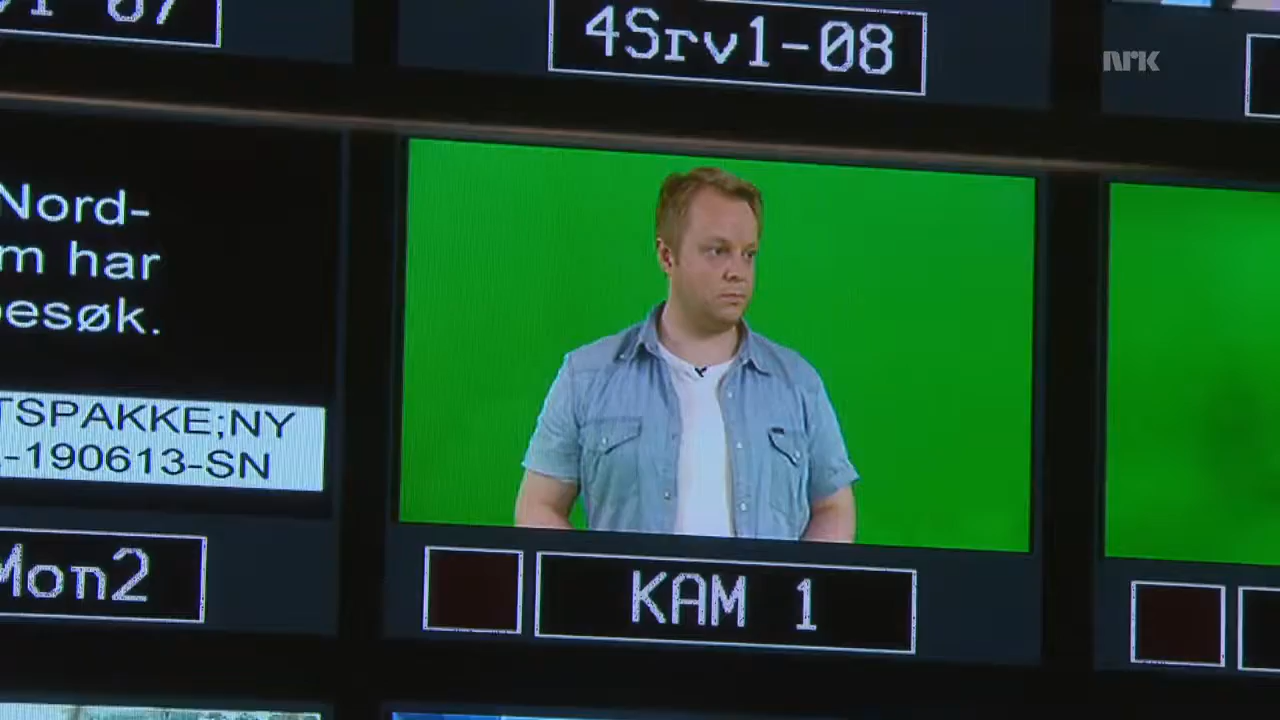 4Srv1-08
nrk
Nord-
m har
esøk.
TSPAKKE;NY
-190613-SN
Mon2
KAM 1